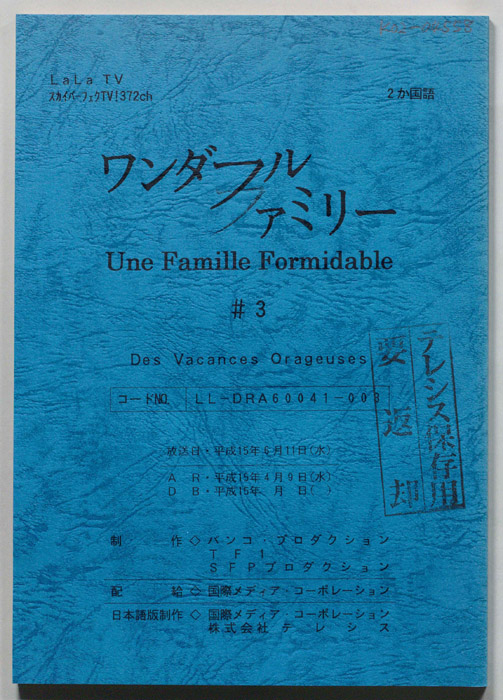 LaLa TV
スカイパーフェクTV!372ch
2か国語
ワンダフル
ファミリー
Une Famille Formidable
#3
Des Vacances Orageuses
コードNO. LL-DRA60041-003
放送日・平成15年6月11日(水)
A R・平成15年4月9日(水)
D B・平成15年 月 日( )
制 作◇バンコ・プロダクション
TF1
SFPプロダクション
配 給◇国際メディア・コーポレーション
日本語版制作◇国際メディア・コーポレーション
株式会社テレシス
テレシス保存用
要返却